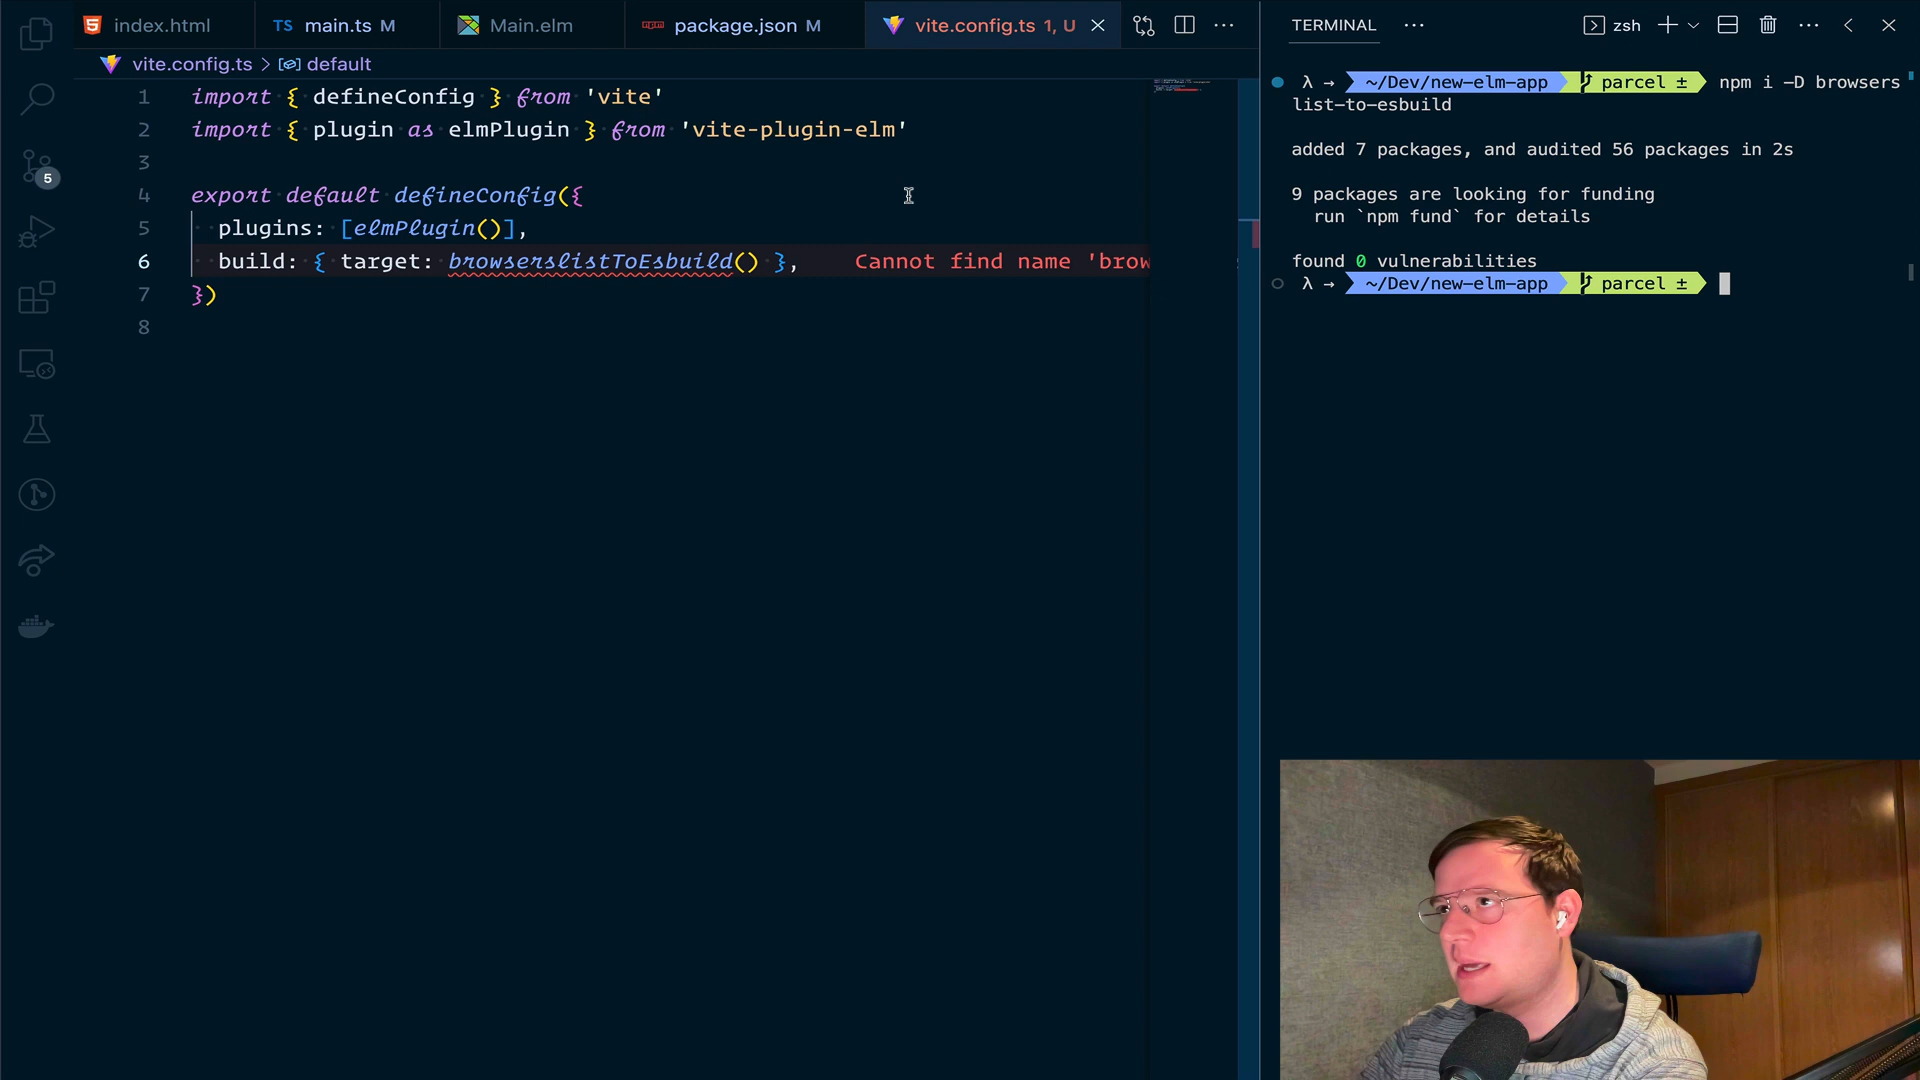 index.html
TS main.ts M
Main.elm
package.json M
vite.config.ts 1, U
vite.config.ts > default
1 import { defineConfig } from 'vite'
2 import { plugin as elmPlugin } from 'vite-plugin-elm'
3
4 export default defineConfig({
5 plugins: [elmPlugin()],
6 build: { target: browserslistToEsbuild() }, Cannot find name 'brow
7 })
8
5
TERMINAL
zsh
λ → ~/Dev/new-elm-app parcel ± npm i -D browsers
list-to-esbuild
added 7 packages, and audited 56 packages in 2s
9 packages are looking for funding
run `npm fund` for details
found 0 vulnerabilities
λ → ~/Dev/new-elm-app parcel ±